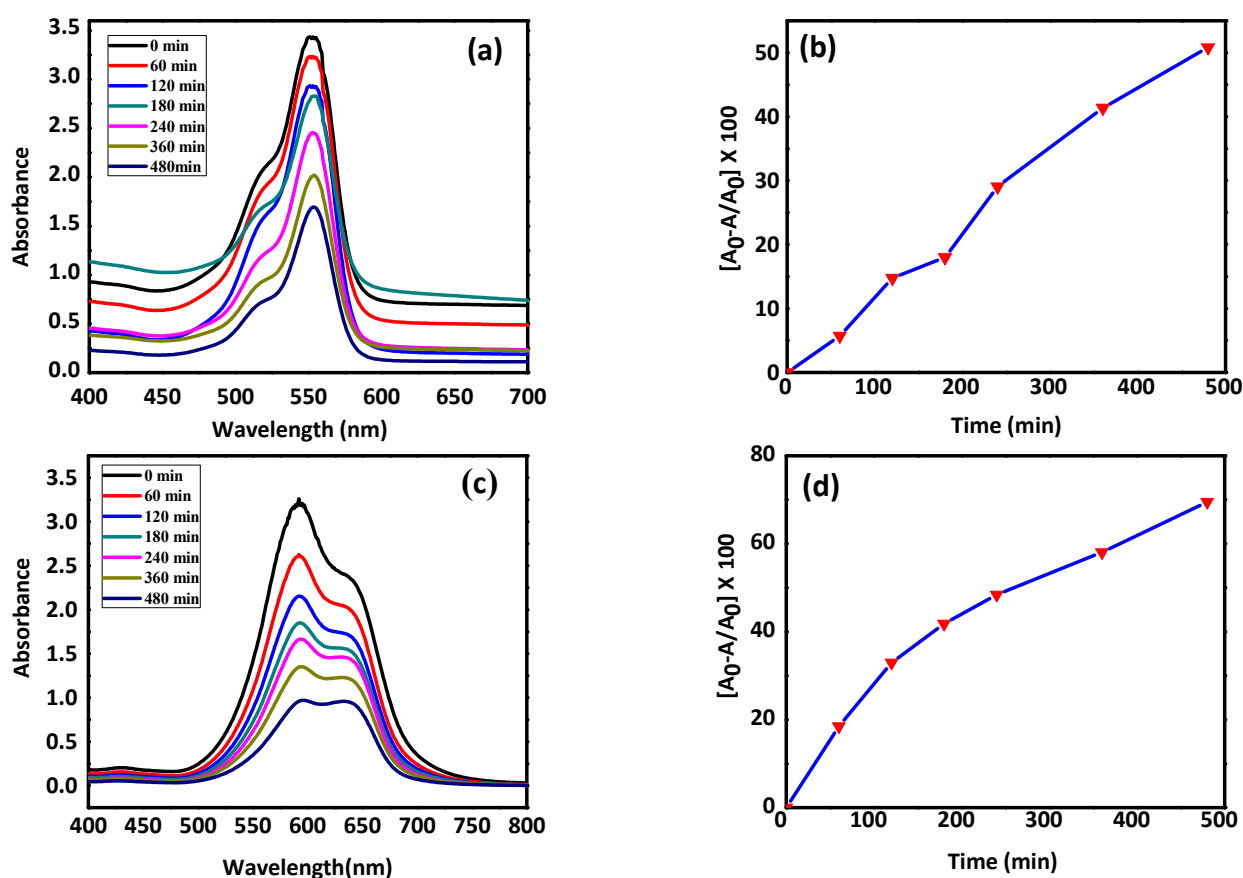 (a)
0 min
60 min
120 min
180 min
240 min
360 min
480min
3.5
3.0
2.5
2.0
1.5
1.0
0.5
0.0
Absorbance
400 450 500 550 600 650 700
Wavelength (nm)
(b)
50
40
30
20
10
0
[A0-A/A0] X 100
0 100 200 300 400 500
Time (min)
(c)
0 min
60 min
120 min
180 min
240 min
360 min
480 min
3.5
3.0
2.5
2.0
1.5
1.0
0.5
0.0
Absorbance
400 450 500 550 600 650 700 750 800
Wavelength(nm)
(d)
80
60
40
20
0
[A0-A/A0] X 100
0 100 200 300 400 500
Time (min)